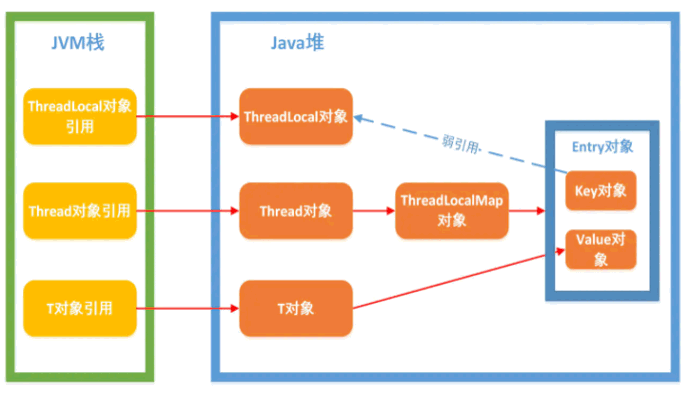 JVM栈
Java堆
ThreadLocal对象
引用
ThreadLocal对象
弱引用
Entry对象
Key对象
Thread对象引用
Thread对象
ThreadLocalMap
对象
Value对
象
T对象引用
T对象